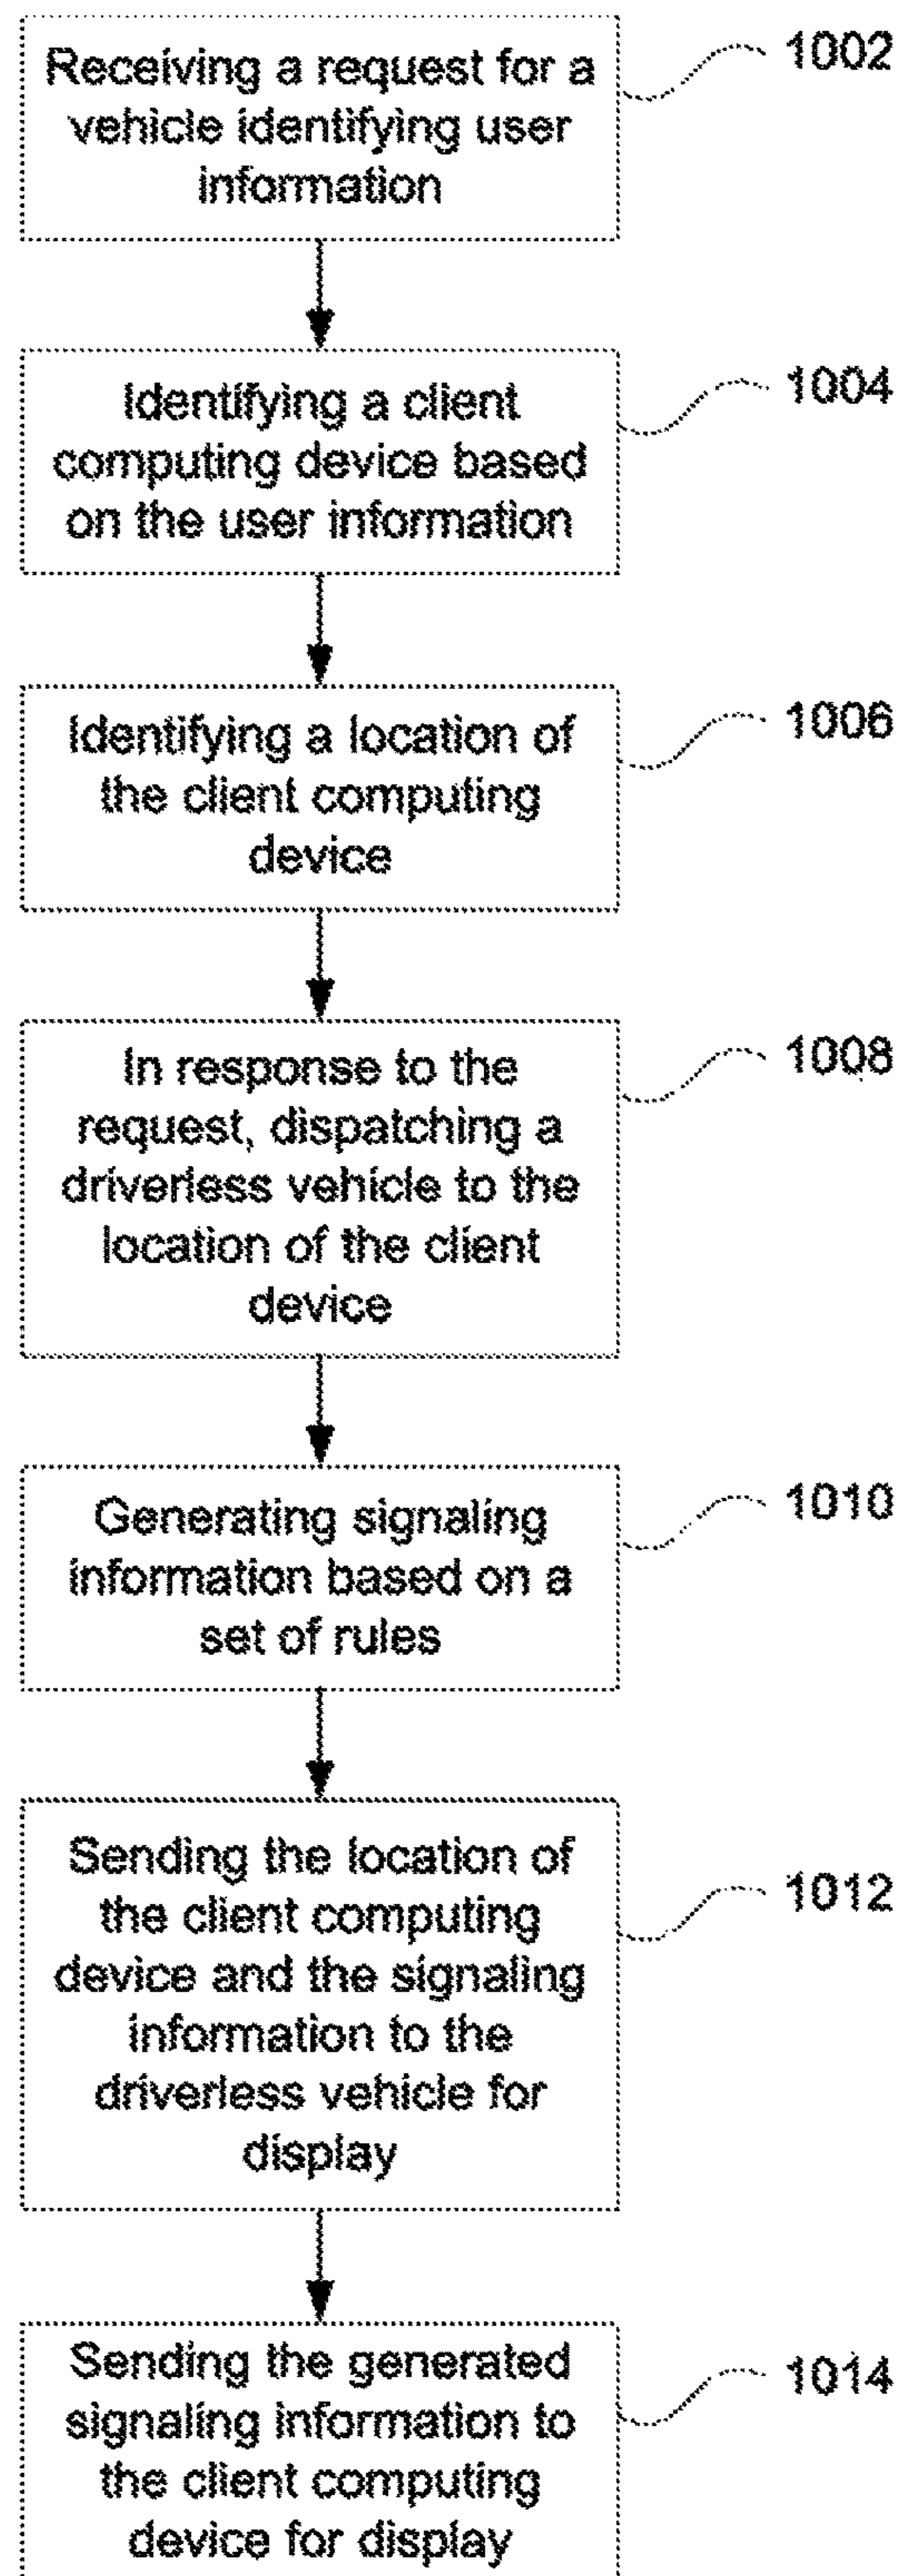 Receiving a request for a
vehicle identifying user
information
1002
Identifying a client
computing device based
on the user information
1004
Identifying a location of
the client computing
device
1006
In response to the
request, dispatching a
driverless vehicle to the
location of the client
device
1008
Generating signaling
information based on a
set of rules
1010
Sending the location of
the client computing
device and the signaling
information to the
driverless vehicle for
display
1012
Sending the generated
signaling information to
the client computing
device for display
1014